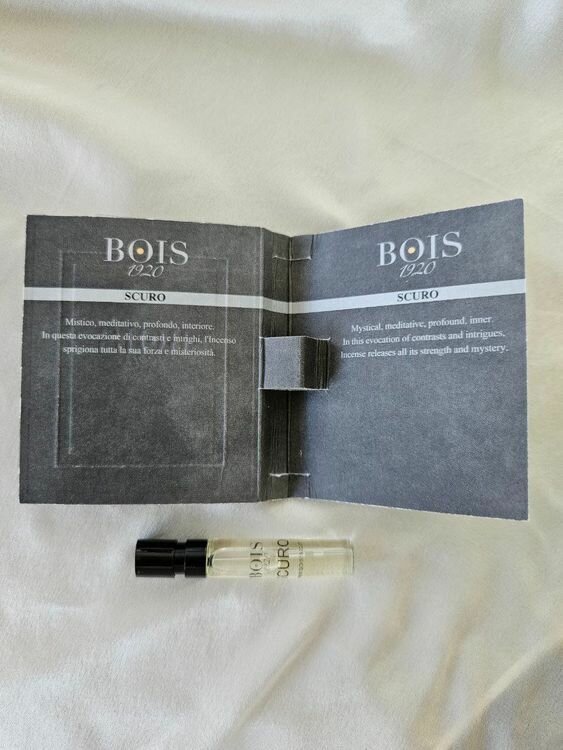 BOIS
1920
SCURO
Mistico, meditativo, profondo, interiore.
In questa evocazione di contrasti e intrighi, l'Incenso
sprigiona tutta la sua forza e misteriosità.
BOIS
1920
SCURO
Mystical, meditative, profound, inner.
In this evocation of contrasts and intrigues,
Incense releases all its strength and mystery.
BOIS
1920
CURO